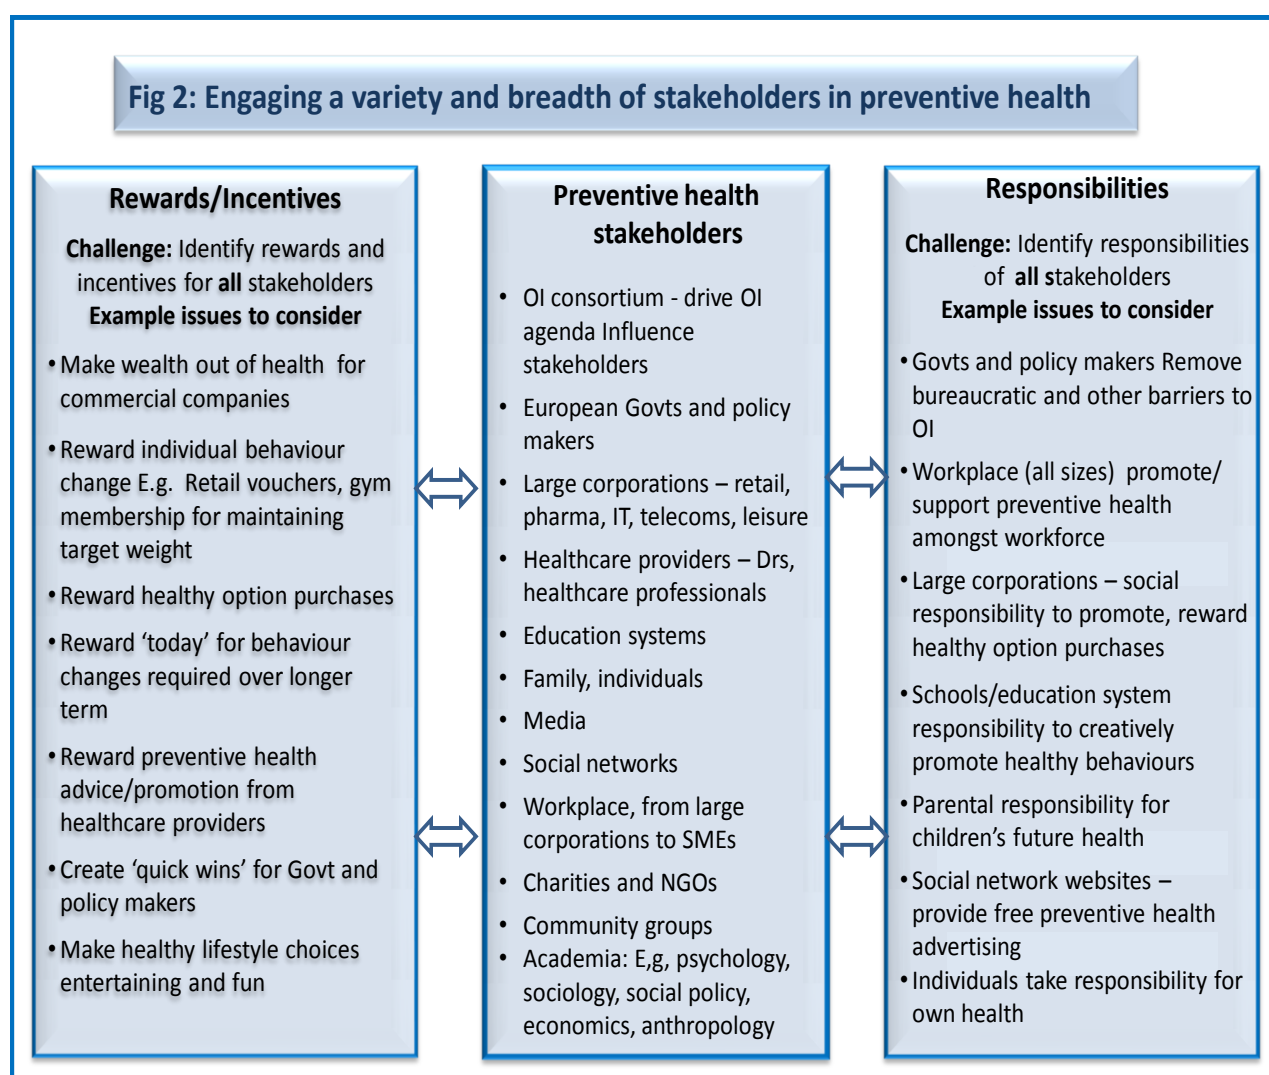 Fig 2: Engaging a variety and breadth of stakeholders in preventive health
Rewards/Incentives
Challenge: Identify rewards and
incentives for all stakeholders
Example issues to consider
• Make wealth out of health for
commercial companies
• Reward individual behaviour
change E.g. Retail vouchers, gym
membership for maintaining
target weight
• Reward healthy option purchases
• Reward ‘today’ for behaviour
changes required over longer
term
• Reward preventive health
advice/promotion from
healthcare providers
• Create ‘quick wins’ for Govt and
policy makers
• Make healthy lifestyle choices
entertaining and fun
Preventive health
stakeholders
• OI consortium - drive OI
agenda Influence
stakeholders
• European Govts and policy
makers
• Large corporations – retail,
pharma, IT, telecoms, leisure
• Healthcare providers – Drs,
healthcare professionals
• Education systems
• Family, individuals
• Media
• Social networks
• Workplace, from large
corporations to SMEs
• Charities and NGOs
• Community groups
• Academia: E,g, psychology,
sociology, social policy,
economics, anthropology
Responsibilities
Challenge: Identify responsibilities
of all stakeholders
Example issues to consider
• Govts and policy makers Remove
bureaucratic and other barriers to
OI
• Workplace (all sizes) promote/
support preventive health
amongst workforce
• Large corporations – social
responsibility to promote, reward
healthy option purchases
• Schools/education system
responsibility to creatively
promote healthy behaviours
• Parental responsibility for
children’s future health
• Social network websites –
provide free preventive health
advertising
• Individuals take responsibility for
own health